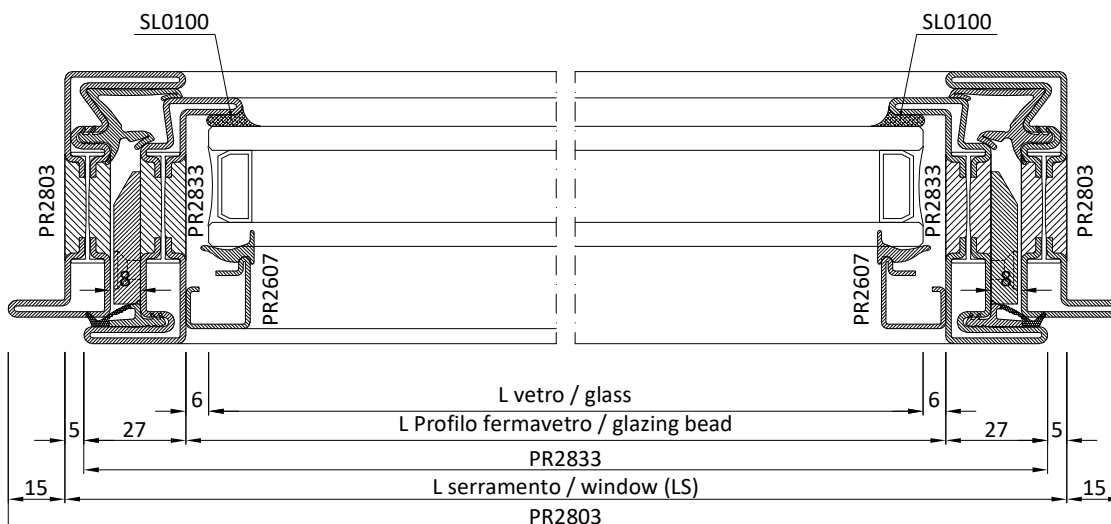 SL0100
SL0100
PR2803
PR2833
PR2833
PR2803
PR2607
PR2607
8
8
L vetro / glass
6
6
L Profilo fermavetro / glazing bead
5
27
27
5
PR2833
15
L serramento / window (LS)
15
PR2803